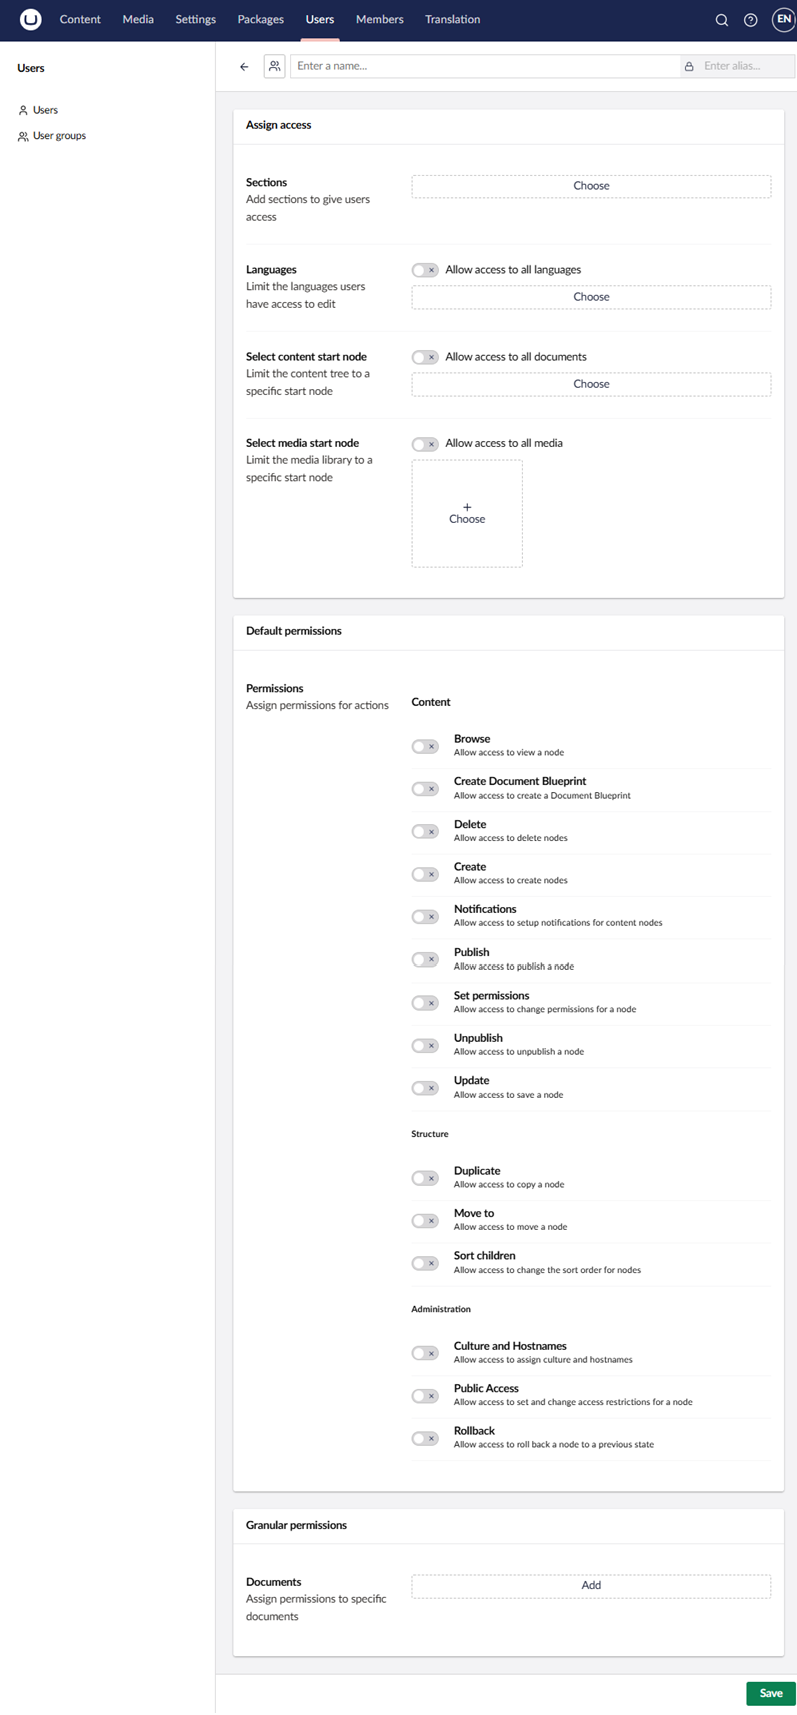 Content Media Settings Packages Users Members Translation EN
Users
Users
User groups
Enter a name...
Enter alias...
Assign access
Sections
Add sections to give users
access
Choose
Languages
Limit the languages users
have access to edit
Allow access to all languages
Choose
Select content start node
Limit the content tree to a
specific start node
Allow access to all documents
Choose
Select media start node
Limit the media library to a
specific start node
Allow access to all media
+
Choose
Default permissions
Permissions
Assign permissions for actions
Content
Browse
Allow access to view a node
Create Document Blueprint
Allow access to create a Document Blueprint
Delete
Allow access to delete nodes
Create
Allow access to create nodes
Notifications
Allow access to setup notifications for content nodes
Publish
Allow access to publish a node
Set permissions
Allow access to change permissions for a node
Unpublish
Allow access to unpublish a node
Update
Allow access to save a node
Structure
Duplicate
Allow access to copy a node
Move to
Allow access to move a node
Sort children
Allow access to change the sort order for nodes
Administration
Culture and Hostnames
Allow access to assign culture and hostnames
Public Access
Allow access to set and change access restrictions for a node
Rollback
Allow access to roll back a node to a previous state
Granular permissions
Documents
Assign permissions to specific
documents
Add
Save